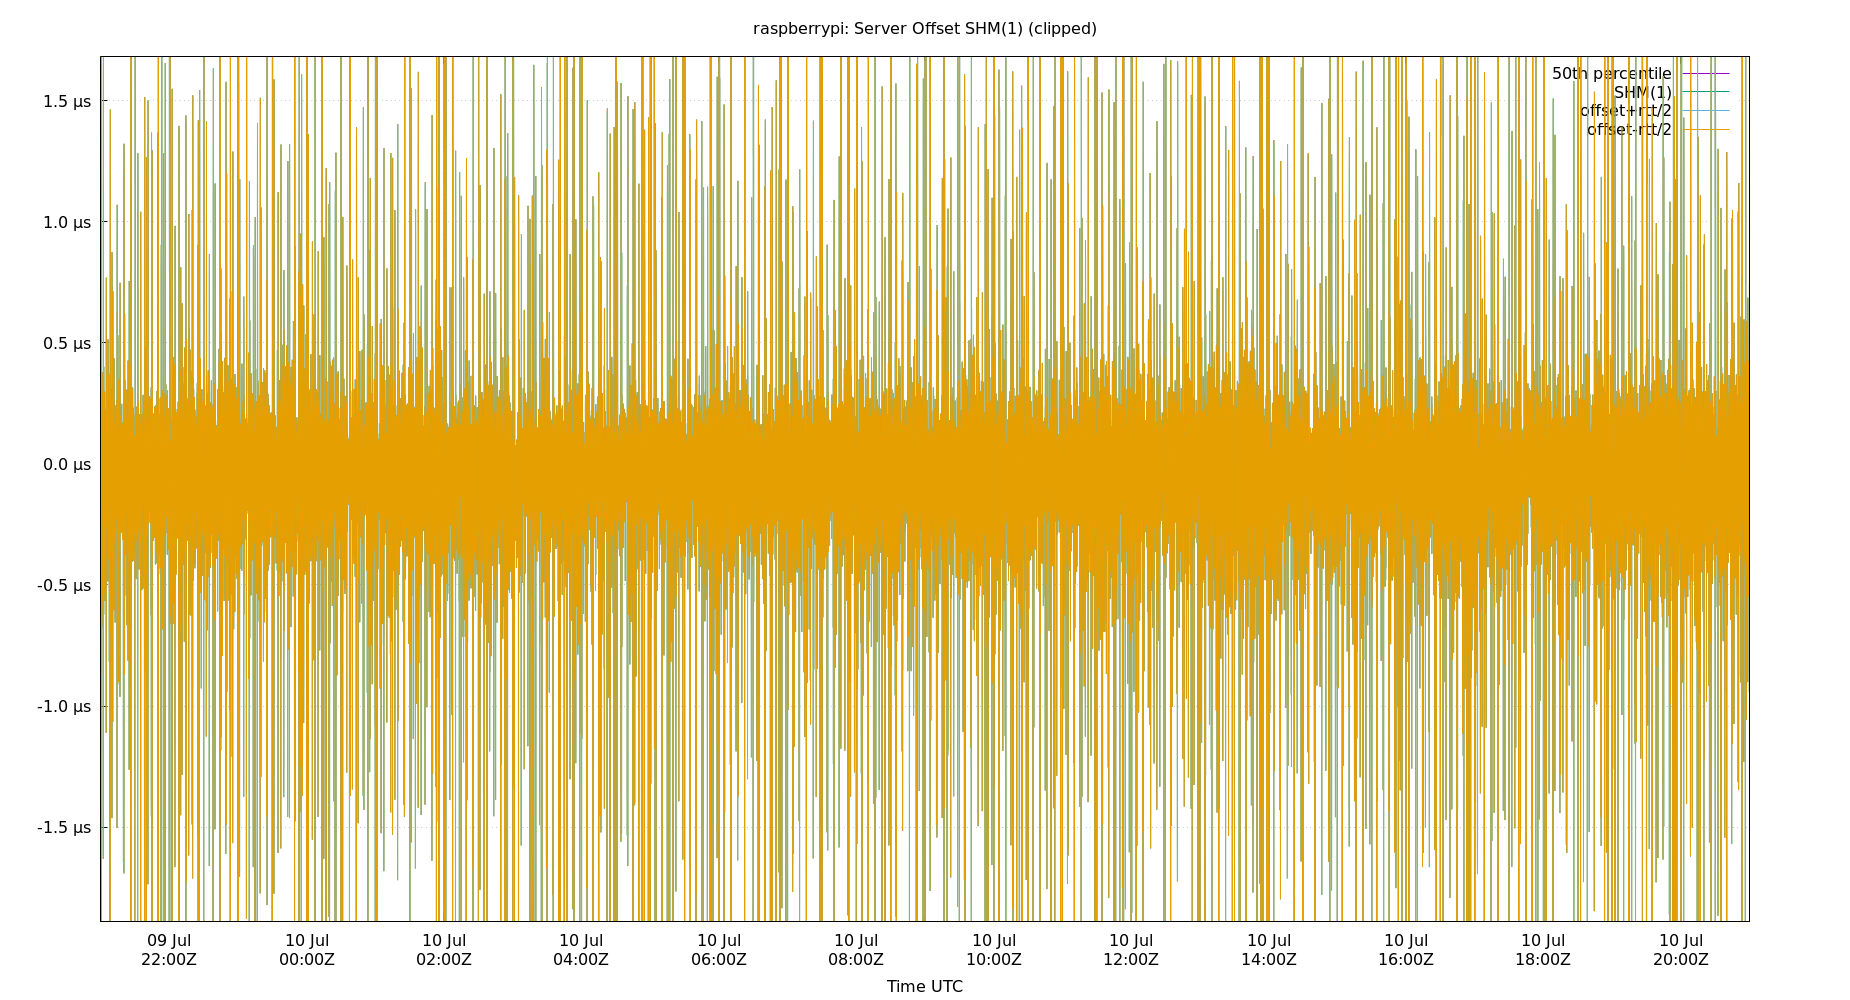 raspberrypi: Server Offset SHM(1) (clipped)
50th percentile
SHM(1)
offset+rtt/2
offset-rtt/2
1.5 µs
1.0 µs
0.5 µs
0.0 µs
-0.5 µs
-1.0 µs
-1.5 µs
09 Jul 10 Jul 10 Jul 10 Jul 10 Jul 10 Jul 10 Jul 10 Jul 10 Jul 10 Jul 10 Jul 10 Jul
22:00Z 00:00Z 02:00Z 04:00Z 06:00Z 08:00Z 10:00Z 12:00Z 14:00Z 16:00Z 18:00Z 20:00Z
Time UTC